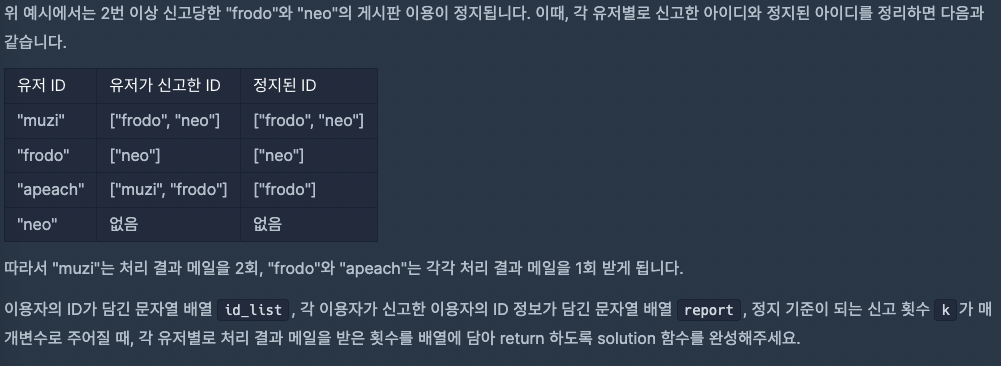 위 예시에서는 2번 이상 신고당한 "frodo"와 "neo"의 게시판 이용이 정지됩니다. 이때, 각 유저별로 신고한 아이디와 정지된 아이디를 정리하면 다음과
같습니다.
유저 ID 유저가 신고한 ID 정지된 ID
"muzi" ["frodo", "neo"] ["frodo", "neo"]
"frodo" ["neo"] ["neo"]
"apeach" ["muzi", "frodo"] ["frodo"]
"neo" 없음 없음
따라서 "muzi"는 처리 결과 메일을 2회, "frodo"와 "apeach"는 각각 처리 결과 메일을 1회 받게 됩니다.
이용자의 ID가 담긴 문자열 배열 id_list, 각 이용자가 신고한 이용자의 ID 정보가 담긴 문자열 배열 report, 정지 기준이 되는 신고 횟수 k가 매
개변수로 주어질 때, 각 유저별로 처리 결과 메일을 받은 횟수를 배열에 담아 return 하도록 solution 함수를 완성해주세요.